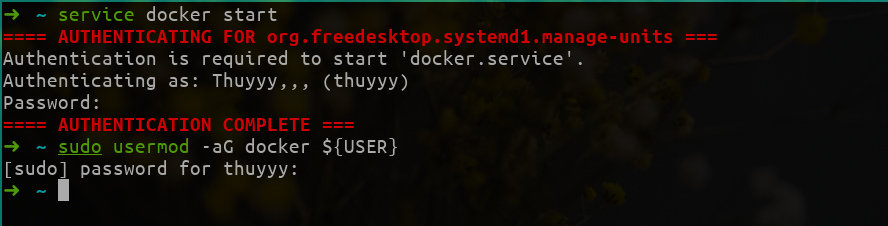 ➜ ~ service docker start
==== AUTHENTICATING FOR org.freedesktop.systemd1.manage-units ===
Authentication is required to start 'docker.service'.
Authenticating as: Thuyyy,,, (thuyyy)
Password:
==== AUTHENTICATION COMPLETE ===
➜ ~ sudo usermod -aG docker ${USER}
[sudo] password for thuyyy:
➜ ~